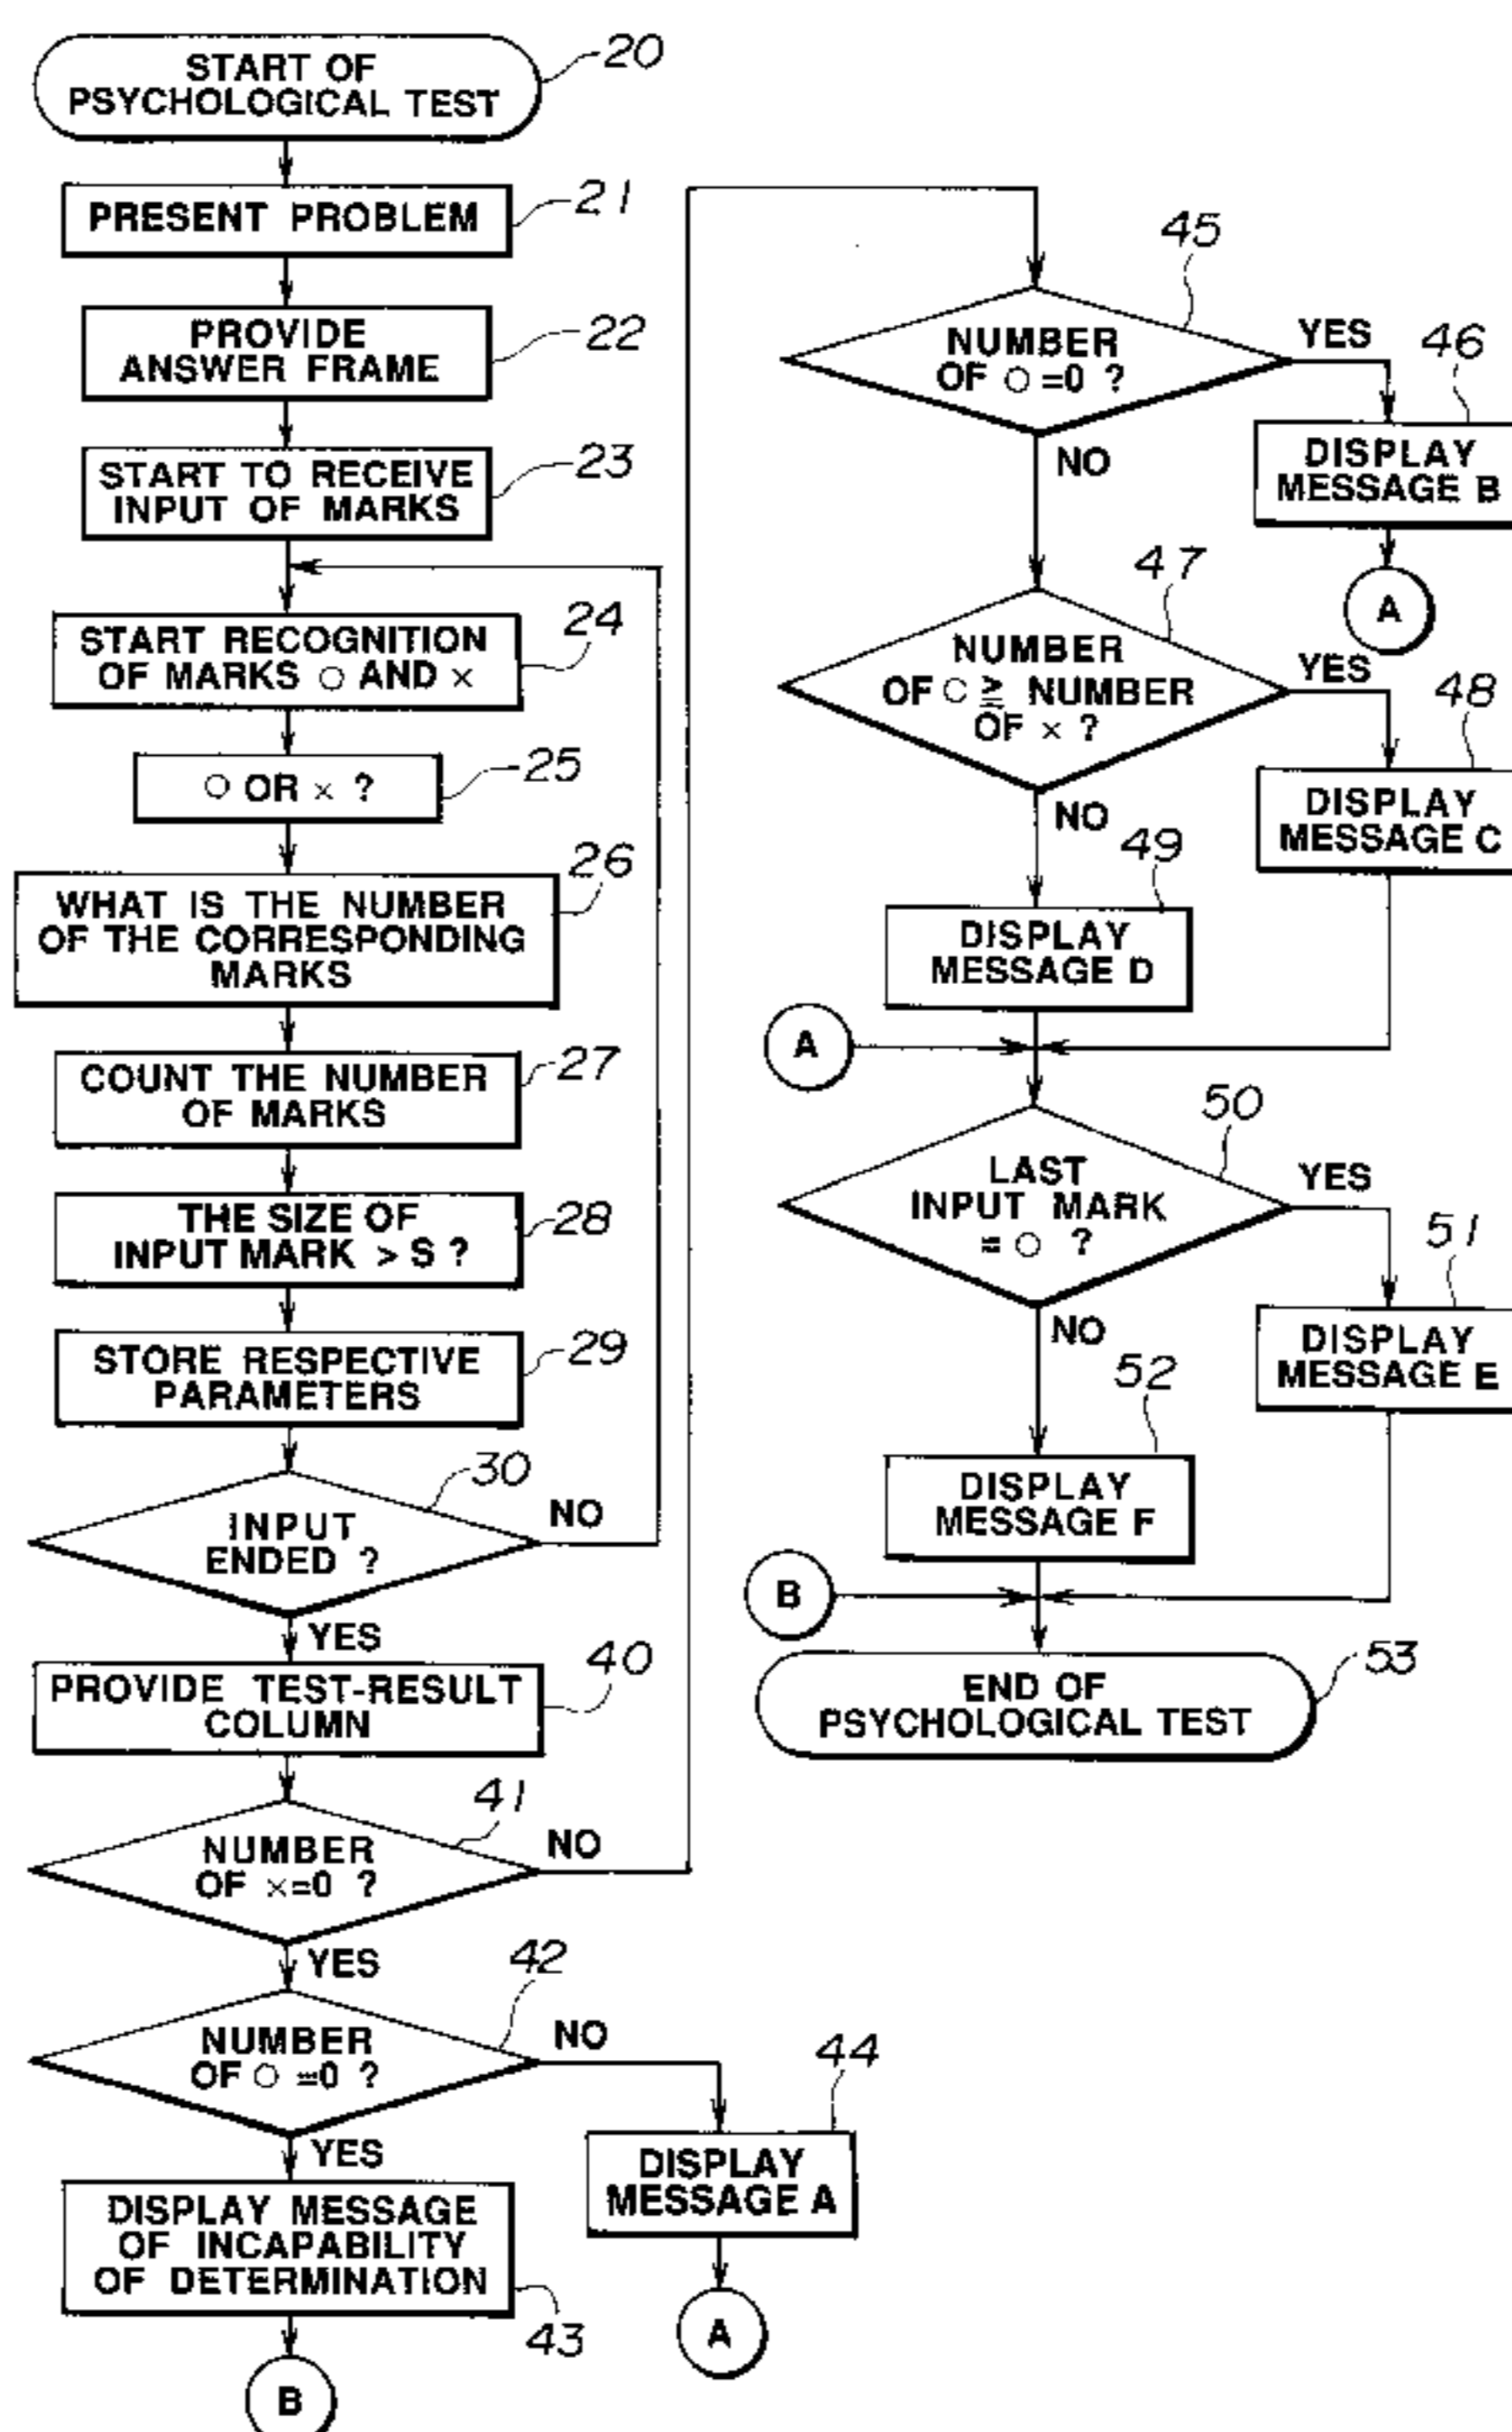 START OF
PSYCHOLOGICAL TEST
20
PRESENT PROBLEM
21
PROVIDE
ANSWER FRAME
22
START TO RECEIVE
INPUT OF MARKS
23
START RECOGNITION
OF MARKS ○ AND ×
24
○ OR × ?
25
WHAT IS THE NUMBER
OF THE CORRESPONDING
MARKS
26
COUNT THE NUMBER
OF MARKS
27
THE SIZE OF
INPUT MARK > S ?
28
STORE RESPECTIVE
PARAMETERS
29
INPUT
ENDED ?
30
NO
YES
PROVIDE TEST-RESULT
COLUMN
40
NUMBER
OF ×=0 ?
41
NO
YES
NUMBER
OF ○ =0 ?
42
NO
YES
DISPLAY MESSAGE
OF INCAPABILITY
OF DETERMINATION
43
B
DISPLAY
MESSAGE A
44
A
NUMBER
OF ○ =0 ?
45
YES
NO
DISPLAY
MESSAGE B
46
A
NUMBER
OF ○ ≧ NUMBER
OF × ?
47
YES
NO
DISPLAY
MESSAGE C
48
DISPLAY
MESSAGE D
49
A
LAST
INPUT MARK
= ○ ?
50
YES
NO
DISPLAY
MESSAGE E
51
DISPLAY
MESSAGE F
52
B
END OF
PSYCHOLOGICAL TEST
53